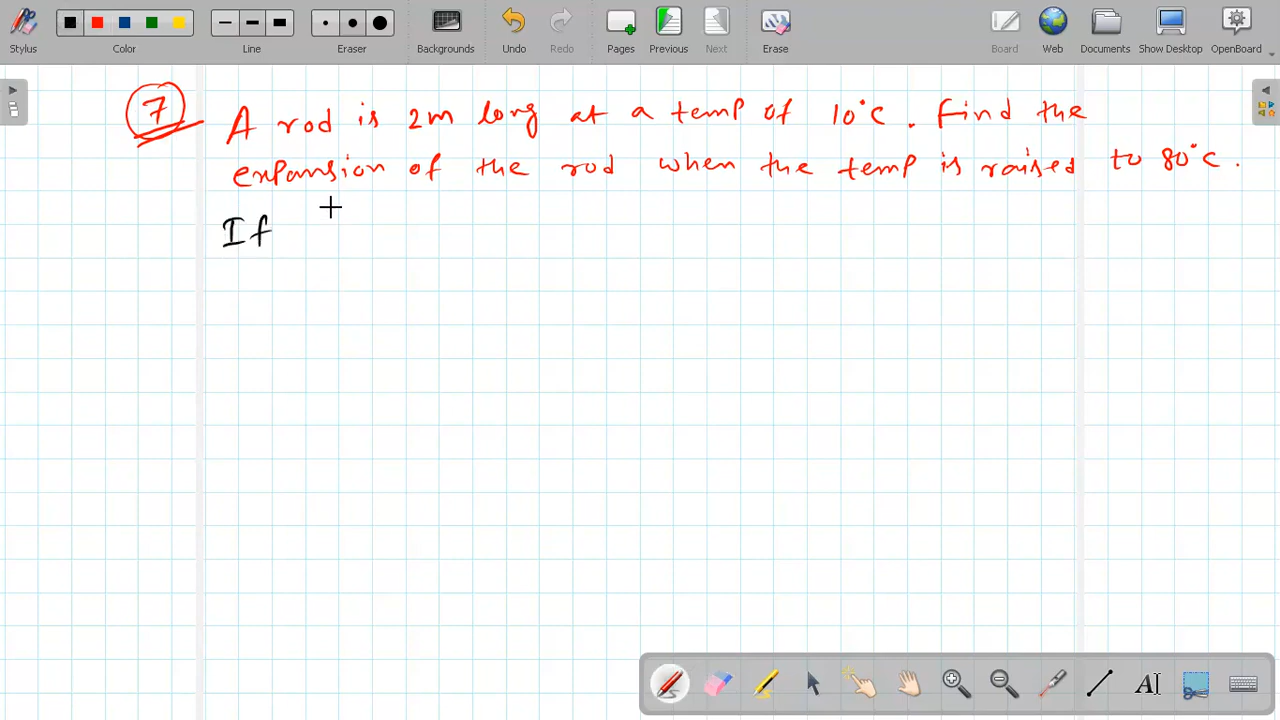 Stylus Color Line Eraser Backgrounds Undo Redo Pages Previous Next Erase Board Web Documents Show Desktop OpenBoard
7 A rod is 2m long at a temp of 10°C. Find the
expansion of the rod when the temp is raised to 80°C.
If